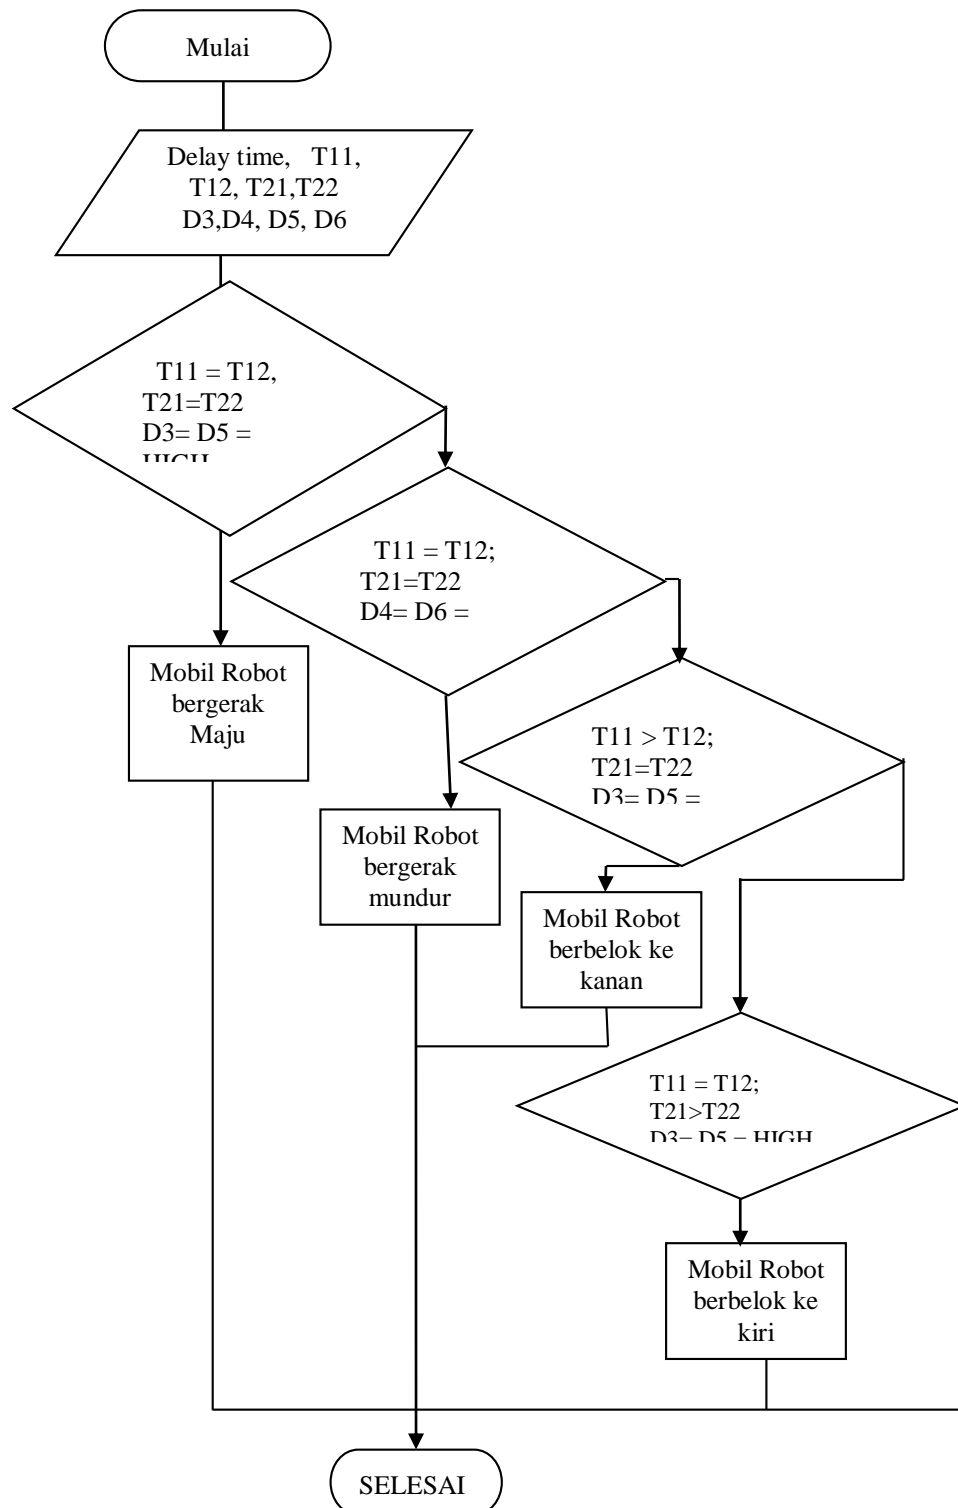 Mulai
Delay time, T11,
T12, T21,T22
D3,D4, D5, D6
T11 = T12,
T21=T22
D3= D5 =
HIGH
T11 = T12;
T21=T22
D4= D6 =
Mobil Robot
bergerak
Maju
T11 > T12;
T21=T22
D3= D5 =
Mobil Robot
bergerak
mundur
Mobil Robot
berbelok ke
kanan
T11 = T12;
T21>T22
D3= D5 = HIGH
Mobil Robot
berbelok ke
kiri
SELESAI